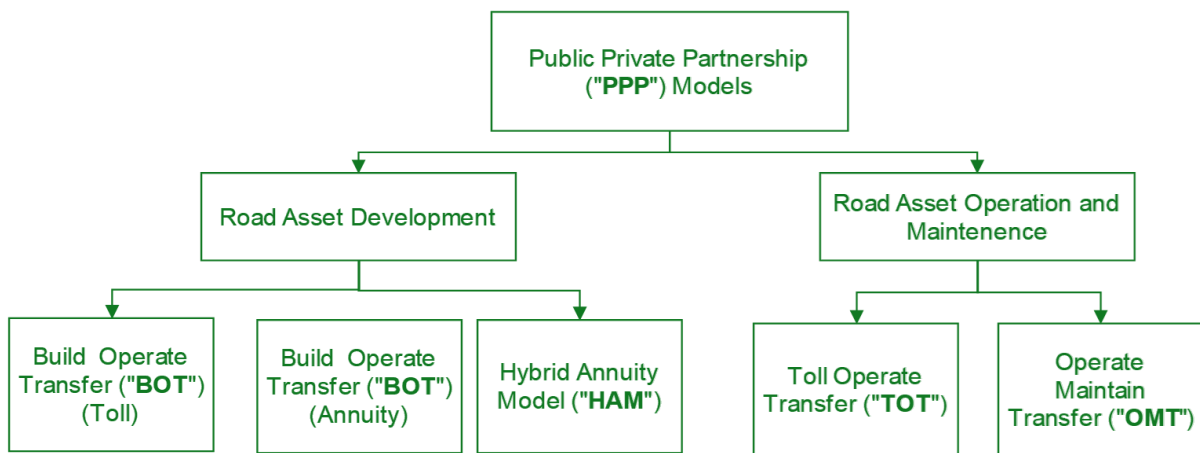 Public Private Partnership
("PPP") Models
Road Asset Development
Road Asset Operation and
Maintenence
Build Operate
Transfer ("BOT")
(Toll)
Build Operate
Transfer ("BOT")
(Annuity)
Hybrid Annuity
Model ("HAM")
Toll Operate
Transfer ("TOT")
Operate
Maintain
Transfer ("OMT")